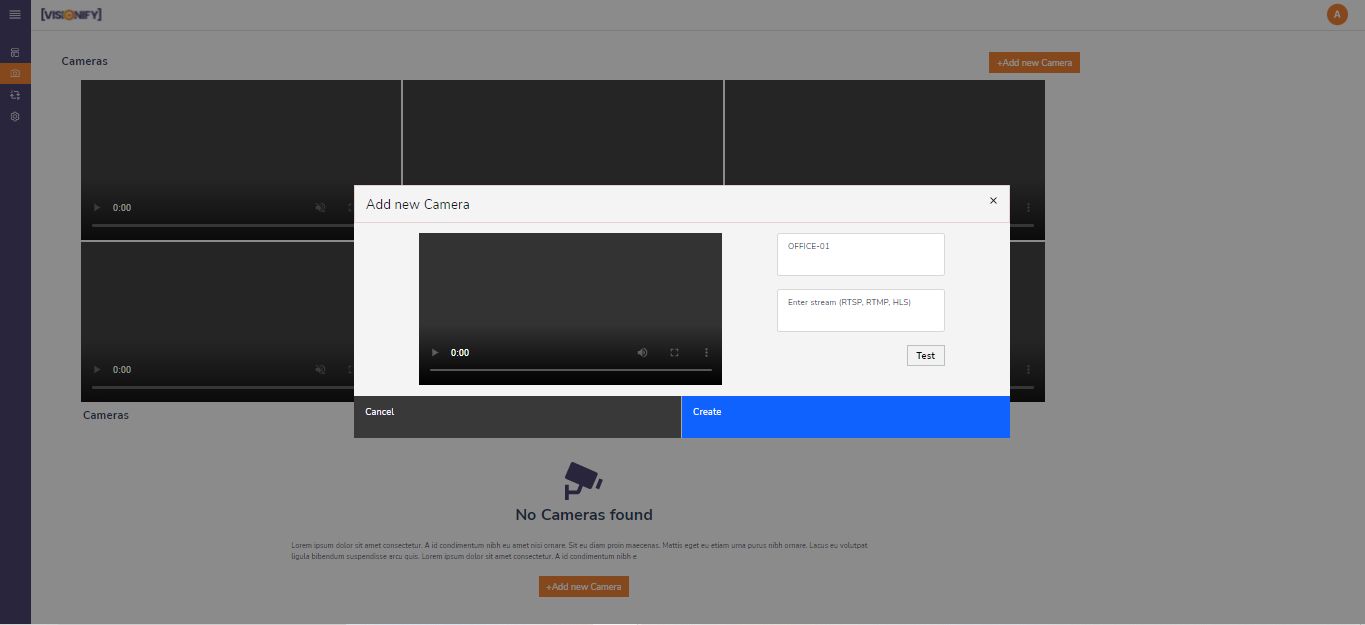 [VISIONIFY]
A
Cameras
+Add new Camera
0:00
Add new Camera
OFFICE-01
Enter stream (RTSP, RTMP, HLS)
0:00
Test
0:00
Cancel
Create
Cameras
No Cameras found
Lorem ipsum dolor sit amet consectetur. A id condimentum nibh eu amet nisi ornare. Sit eu diam proin maecenas. Mattis eget eu etiam urna purus nibh ornare. Lacus eu volutpat
ligula bibendum suspendisse arcu quis. Lorem ipsum dolor sit amet consectetur. A id condimentum nibh e
+Add new Camera